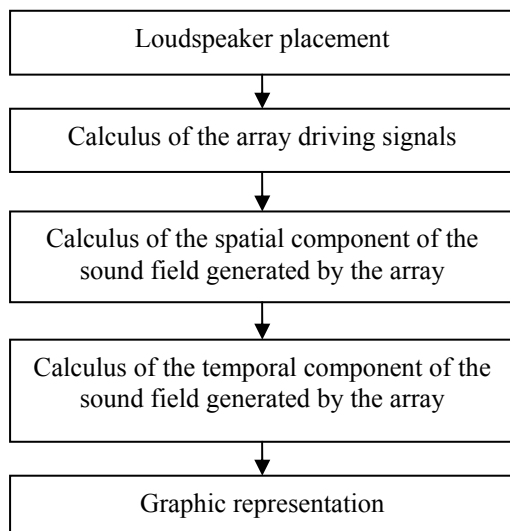 Loudspeaker placement
Calculus of the array driving signals
Calculus of the spatial component of the
sound field generated by the array
Calculus of the temporal component of the
sound field generated by the array
Graphic representation